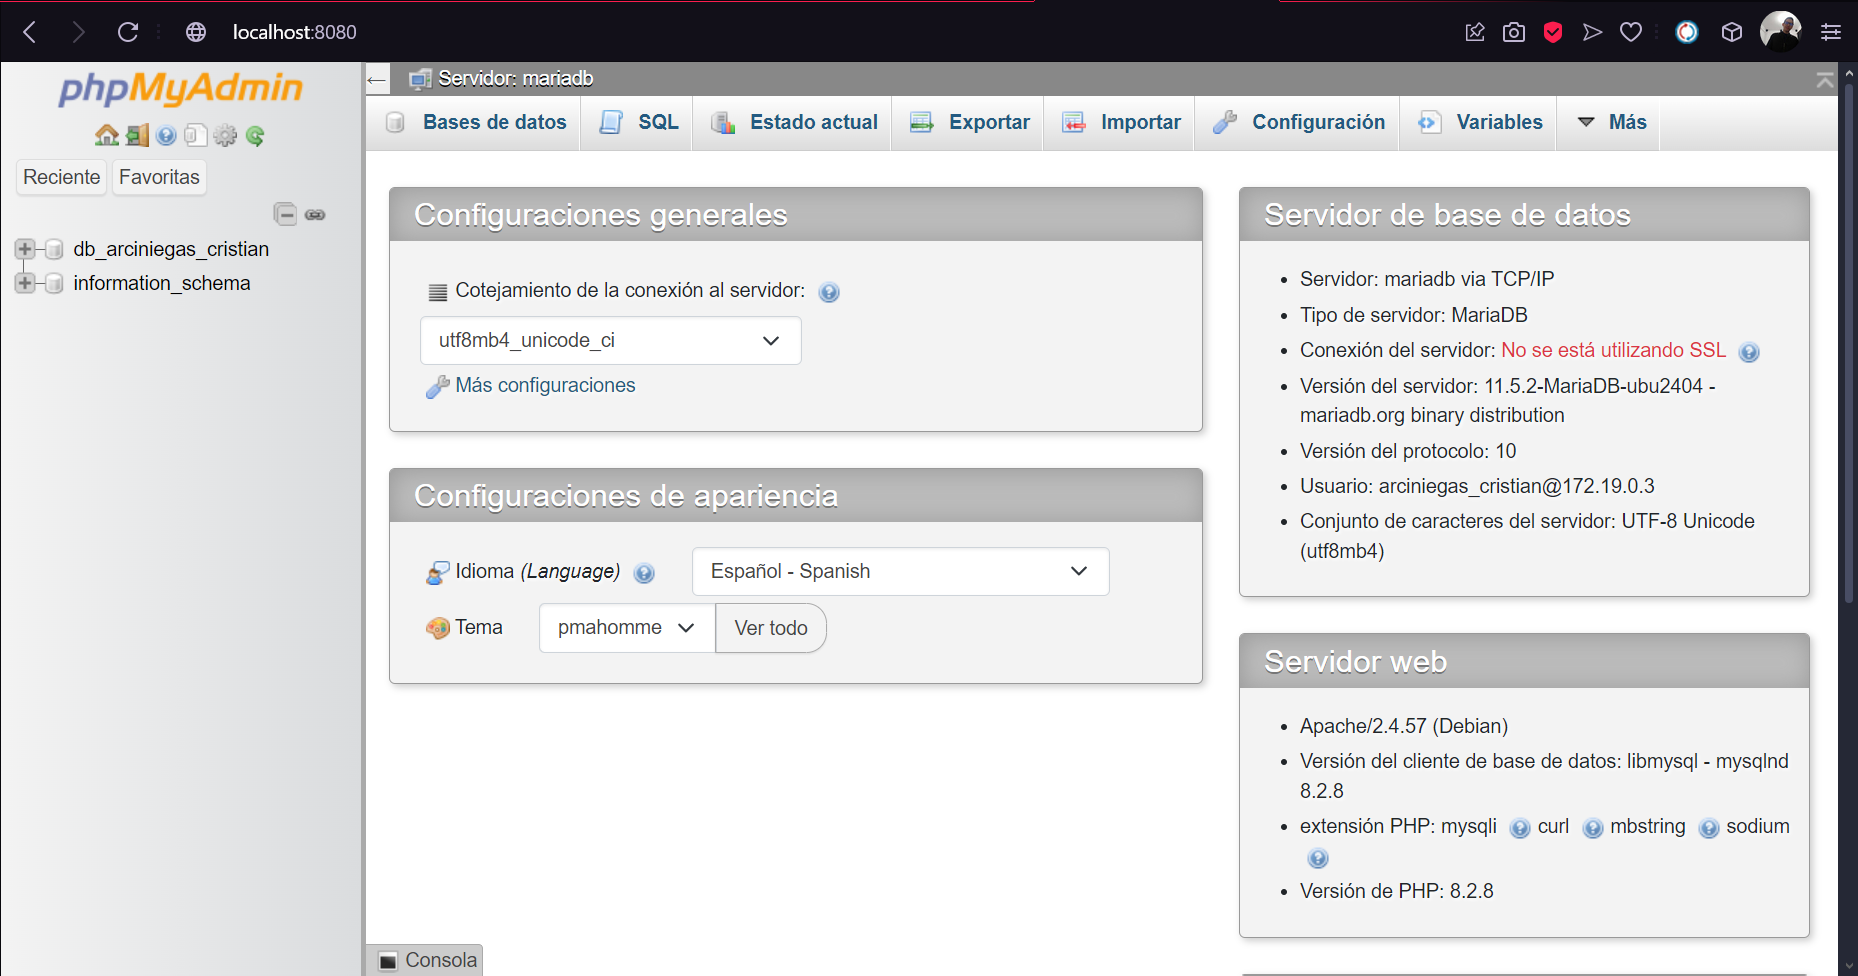 localhost:8080
phpMyAdmin
Reciente Favoritas
db_arciniegas_cristian
information_schema
Servidor: mariadb
Bases de datos SQL Estado actual Exportar Importar Configuración Variables Más
Configuraciones generales
Cotejamiento de la conexión al servidor:
utf8mb4_unicode_ci
Más configuraciones
Configuraciones de apariencia
Idioma (Language) Español - Spanish
Tema pmahomme Ver todo
Servidor de base de datos
• Servidor: mariadb via TCP/IP
• Tipo de servidor: MariaDB
• Conexión del servidor: No se está utilizando SSL
• Versión del servidor: 11.5.2-MariaDB-ubu2404 -
mariadb.org binary distribution
• Versión del protocolo: 10
• Usuario: arciniegas_cristian@172.19.0.3
• Conjunto de caracteres del servidor: UTF-8 Unicode
(utf8mb4)
Servidor web
• Apache/2.4.57 (Debian)
• Versión del cliente de base de datos: libmysql - mysqlnd
8.2.8
• extensión PHP: mysqli curl mbstring sodium
• Versión de PHP: 8.2.8
Consola